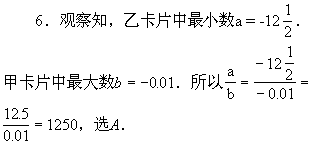 6．观察知，乙卡片中最小数a＝-12 1/2．
甲卡片中最大数b＝-0.01．所以 a/b = (-12 1/2)/(-0.01) =
12.5/0.01 = 1250，选A．